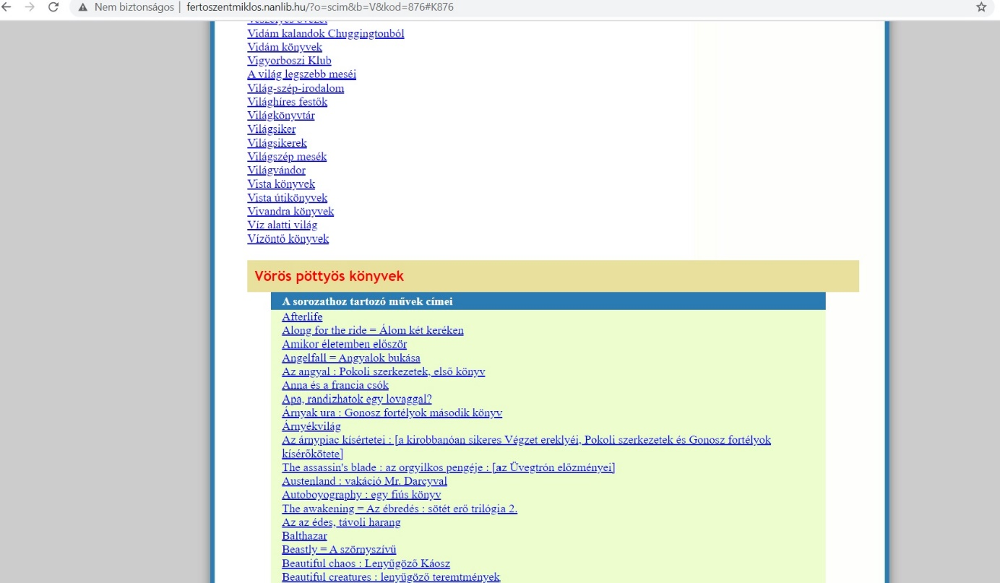 Nem biztonságos | fertoszentmiklos.nanlib.hu/?o=scim&b=V&kod=876#K876
Veszélyes övezet
Vidám kalandok Chuggingtonból
Vidám könyvek
Vigyorboszi Klub
A világ legszebb meséi
Világ-szép-irodalom
Világhíres festők
Világkönyvtár
Világsiker
Világsikerek
Világszép mesék
Világvándor
Vista könyvek
Vista útikönyvek
Vivandra könyvek
Víz alatti világ
Vízöntő könyvek
Vörös pöttyös könyvek
A sorozathoz tartozó művek címei
Afterlife
Along for the ride = Álom két keréken
Amikor életemben először
Angelfall = Angyalok bukása
Az angyal : Pokoli szerkezetek, első könyv
Anna és a francia csók
Apa, randizhatok egy lovaggal?
Árnyak ura : Gonosz fortélyok második könyv
Árnyékvilág
Az árnypiac kísértetei : [a kirobbanóan sikeres Végzet ereklyéi, Pokoli szerkezetek és Gonosz fortélyok
kísérőkötete]
The assassin's blade : az orgyilkos pengéje : [az Üvegtrón előzményei]
Austenland : vakáció Mr. Darcyval
Autoboyography : egy fiús könyv
The awakening = Az ébredés : sötét erő trilógia 2.
Az az édes, távoli harang
Balthazar
Beastly = A szörnyszívű
Beautiful chaos : Lenyűgöző Káosz
Beautiful creatures : lenyűgöző teremtmények